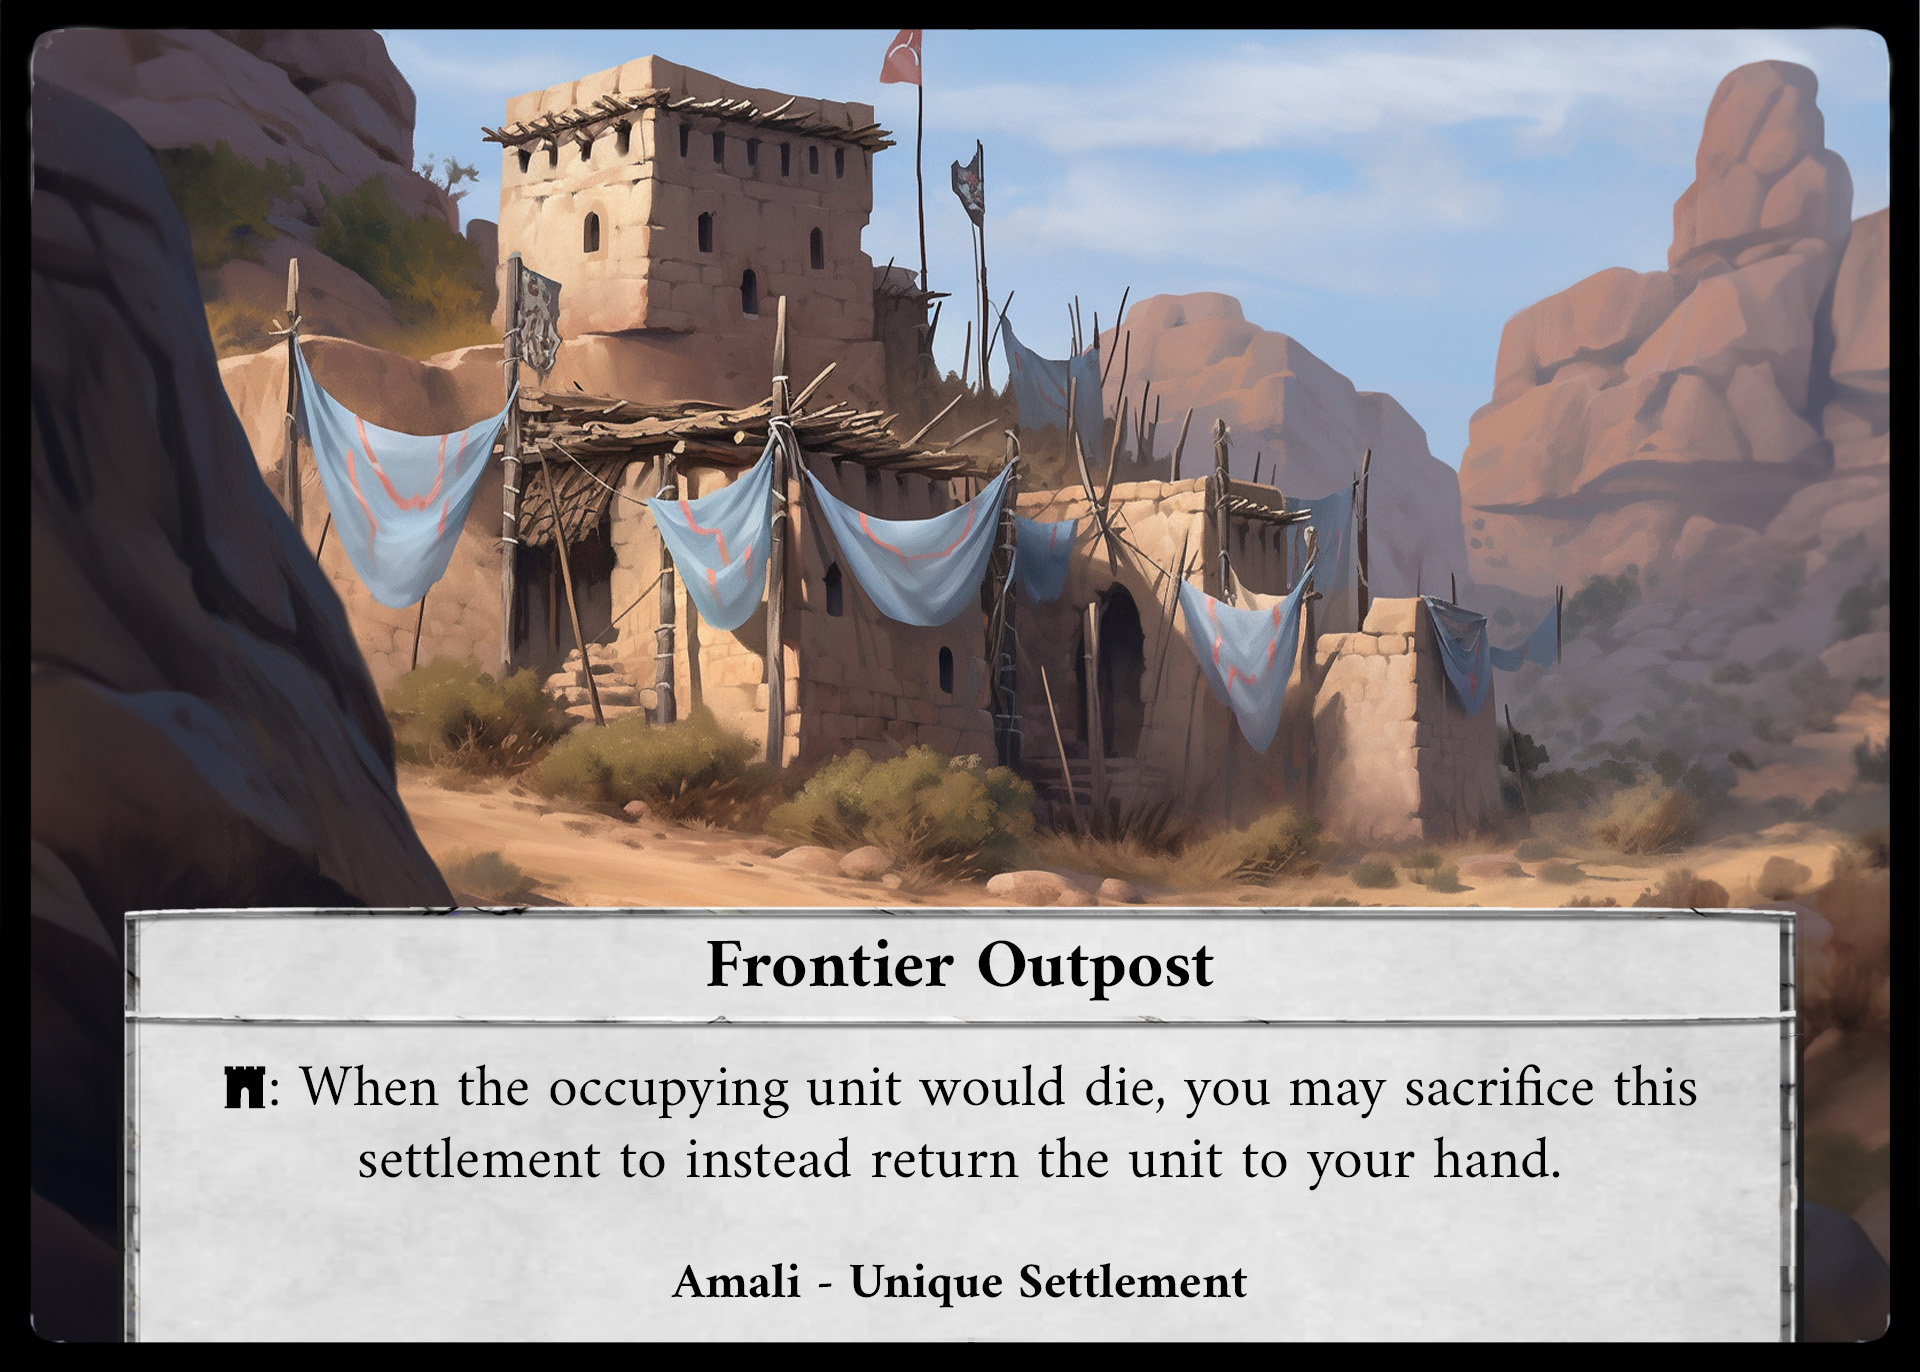 Frontier Outpost
: When the occupying unit would die, you may sacrifice this
settlement to instead return the unit to your hand.
Amali - Unique Settlement